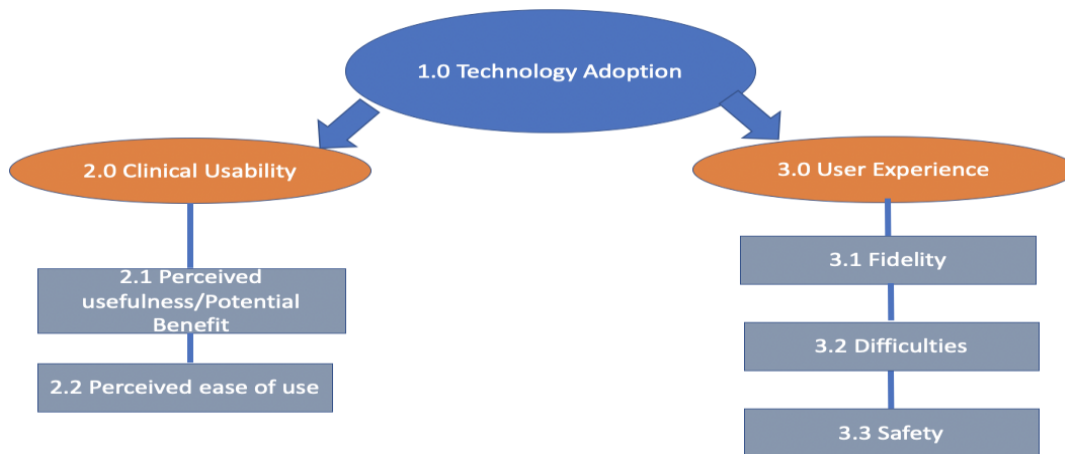 1.0 Technology Adoption
2.0 Clinical Usability
2.1 Perceived
usefulness/Potential
Benefit
2.2 Perceived ease of use
3.0 User Experience
3.1 Fidelity
3.2 Difficulties
3.3 Safety